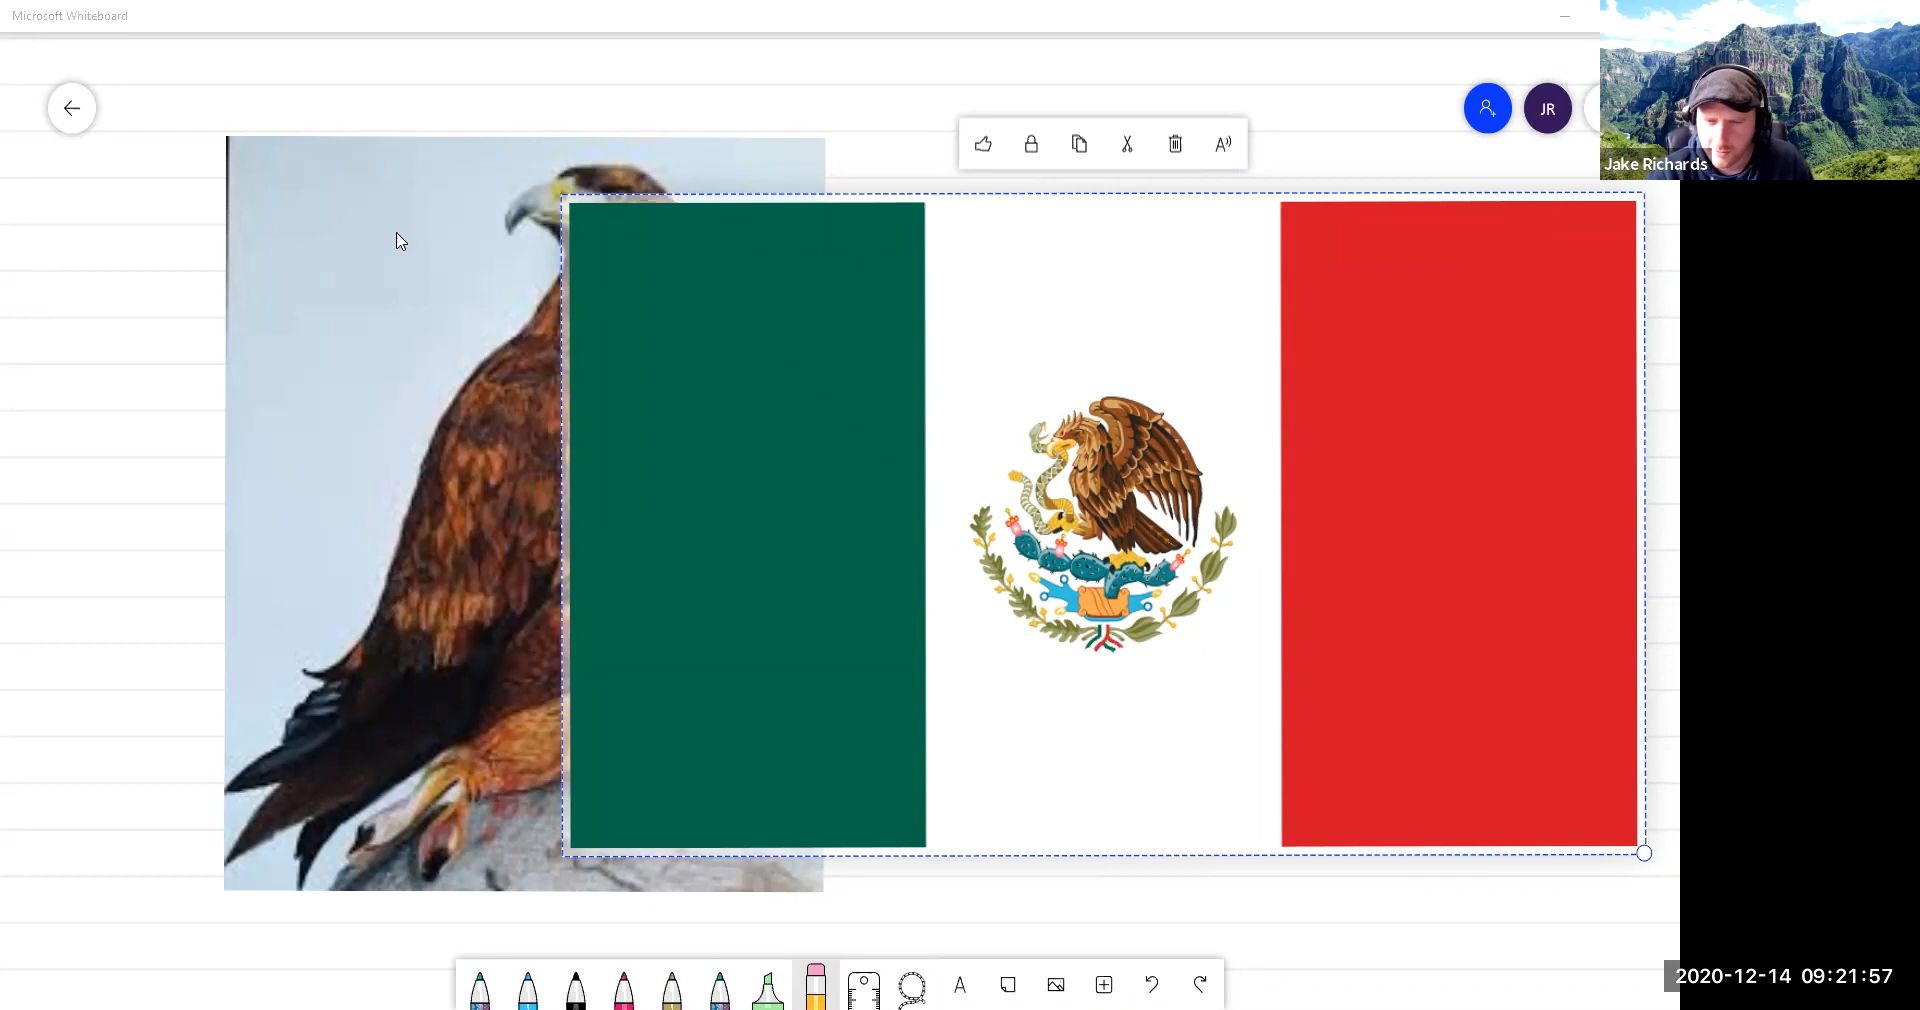 Microsoft Whiteboard
JR
Jake Richards
A
A
2020-12-14 09:21:57